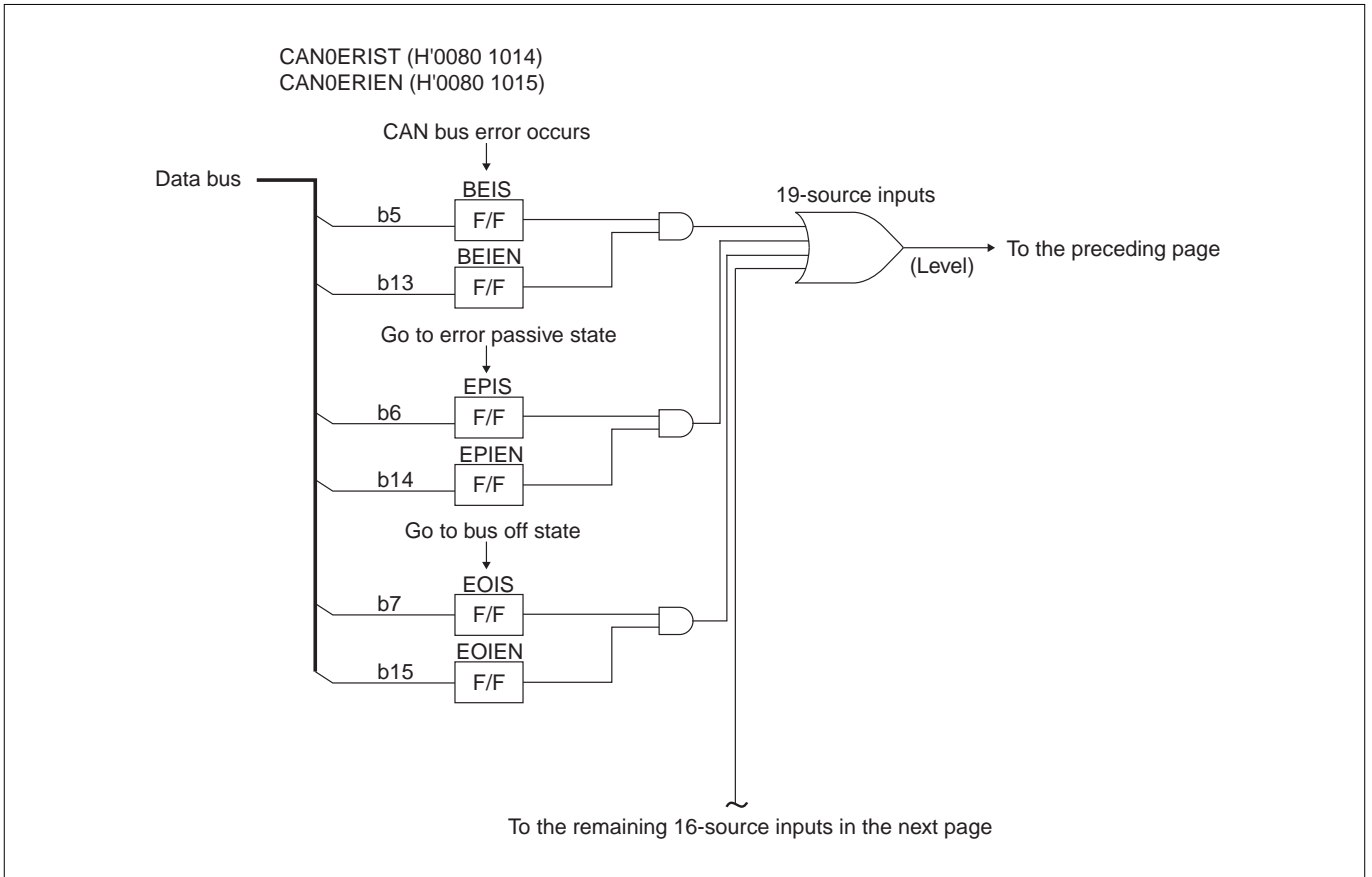 CAN0ERIST (H'0080 1014)
CAN0ERIEN (H'0080 1015)
CAN bus error occurs
Data bus
BEIS
19-source inputs
b5
F/F
To the preceding page
(Level)
BEIEN
b13
F/F
Go to error passive state
EPIS
b6
F/F
EPIEN
b14
F/F
Go to bus off state
EOIS
b7
F/F
EOIEN
b15
F/F
To the remaining 16-source inputs in the next page